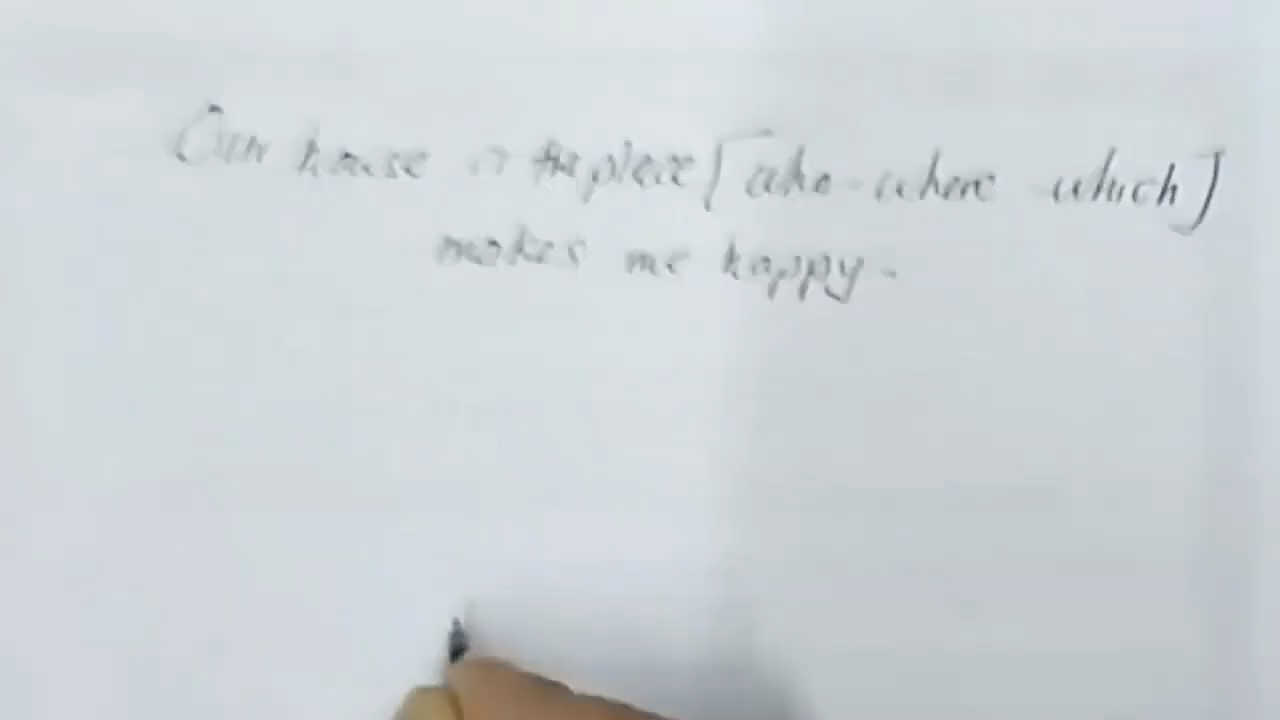 Our house is the place [who - where - which]
makes me happy.